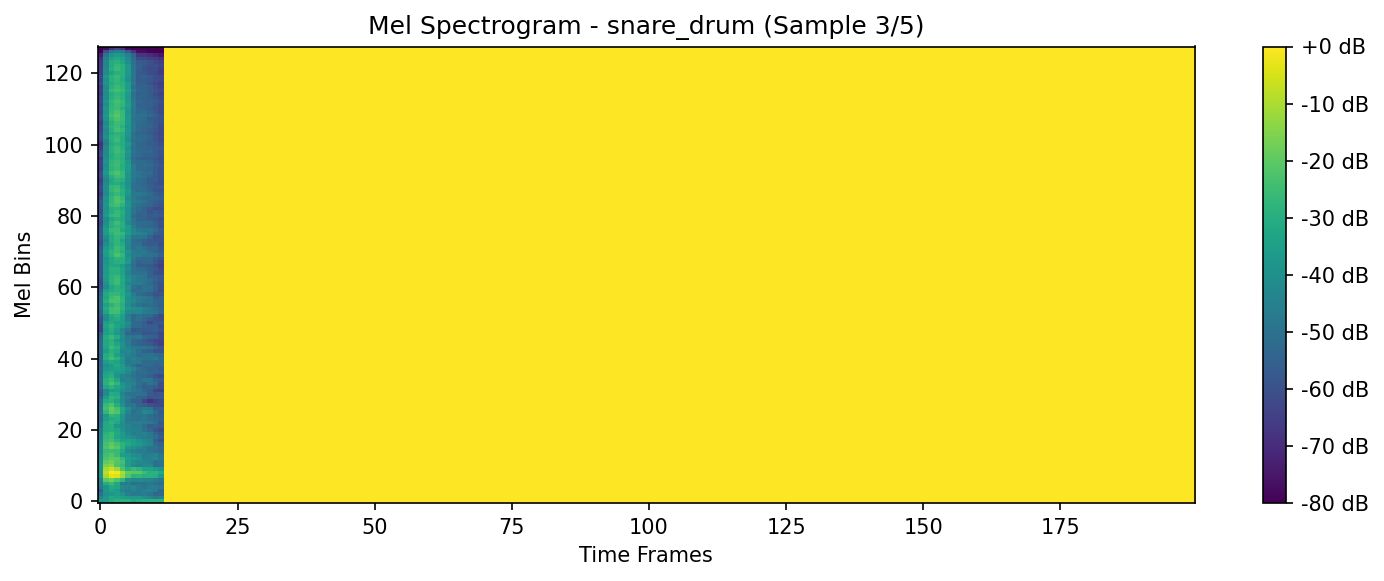 Mel Spectrogram - snare_drum (Sample 3/5)
Mel Bins
120
100
80
60
40
20
0
0 25 50 75 100 125 150 175
Time Frames
+0 dB
-10 dB
-20 dB
-30 dB
-40 dB
-50 dB
-60 dB
-70 dB
-80 dB